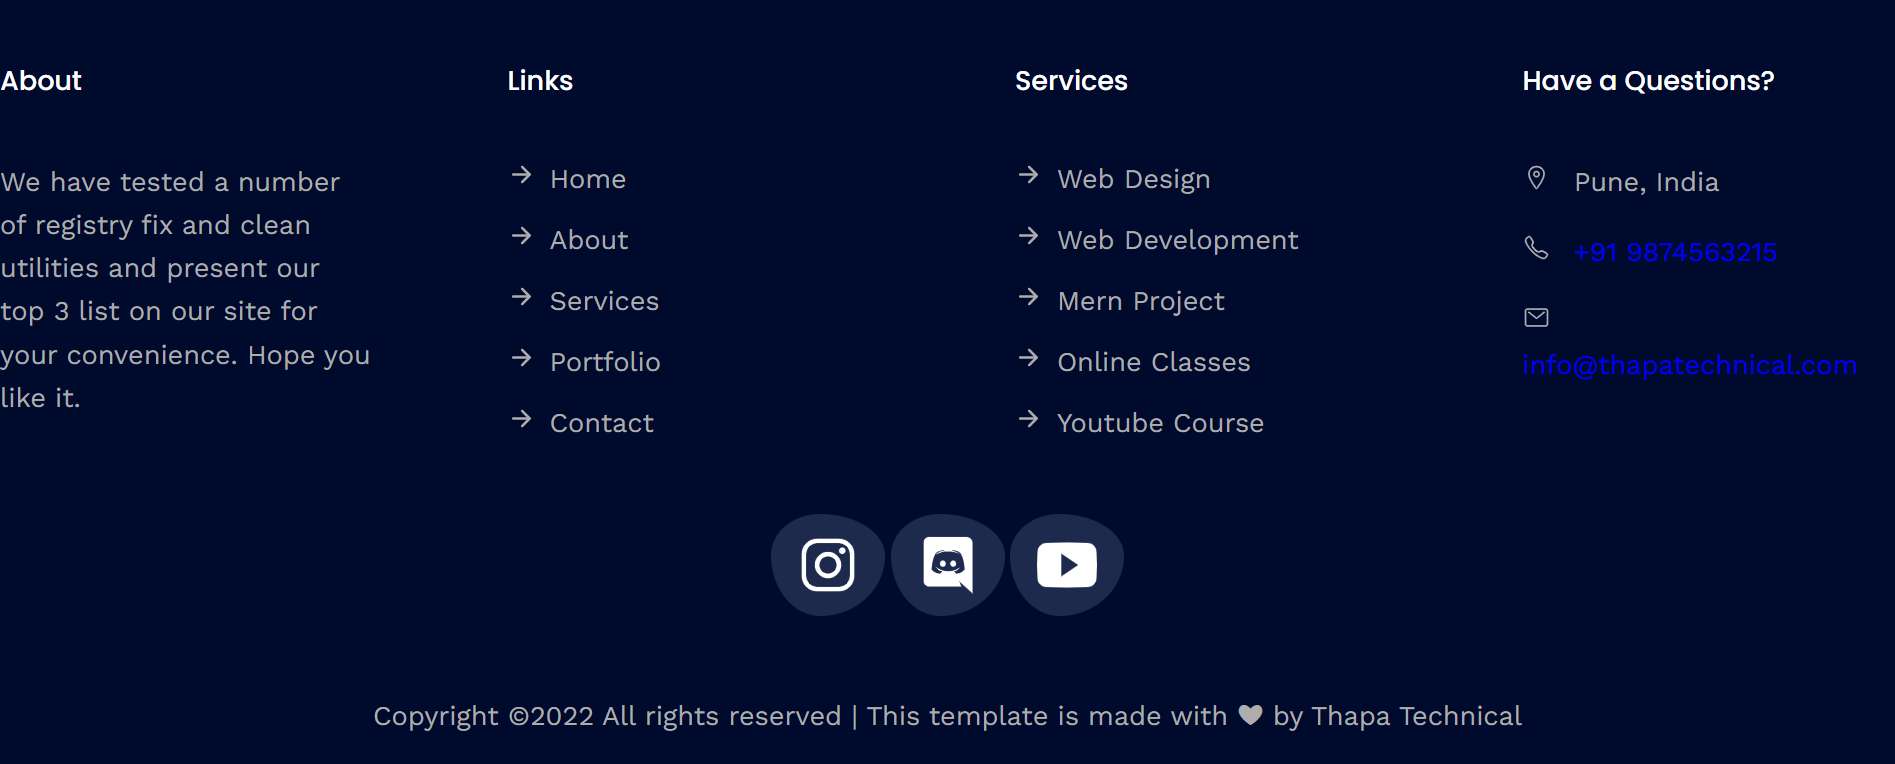 About
We have tested a number
of registry fix and clean
utilities and present our
top 3 list on our site for
your convenience. Hope you
like it.
Links
Home
About
Services
Portfolio
Contact
Services
Web Design
Web Development
Mern Project
Online Classes
Youtube Course
Have a Questions?
Pune, India
+91 9874563215
info@thapatechnical.com
Copyright ©2022 All rights reserved | This template is made with ♥ by Thapa Technical